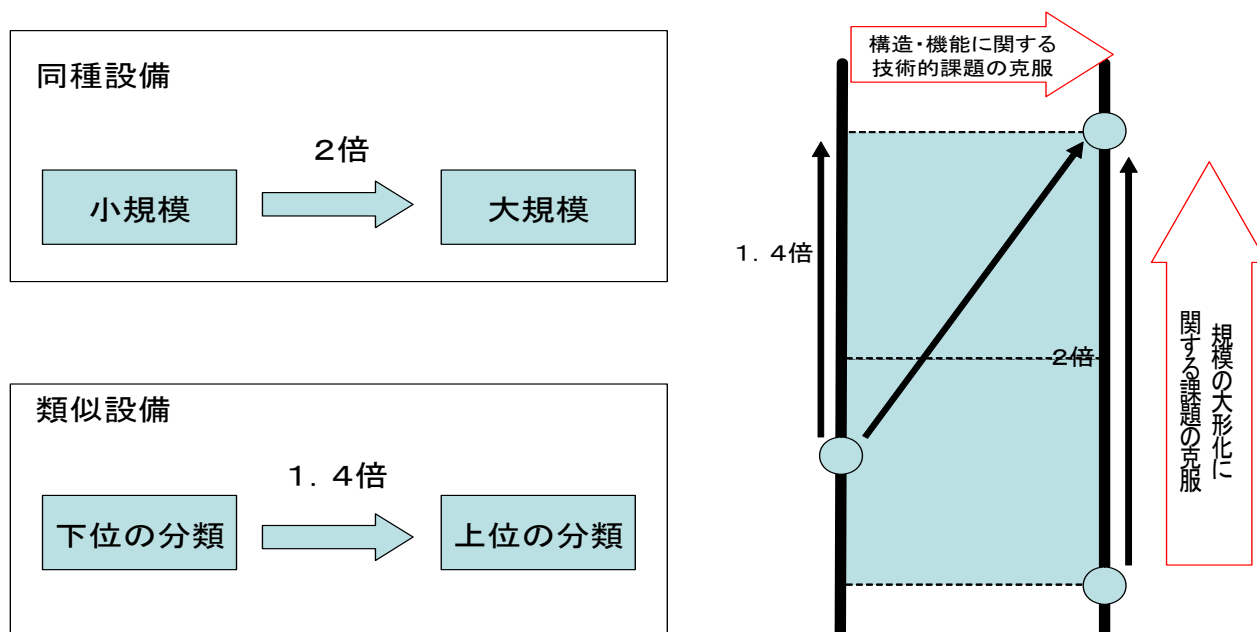 同種設備
2倍
小規模
大規模
類似設備
1.4倍
下位の分類
上位の分類
構造・機能に関する
技術的課題の克服
1.4倍
2倍
規模の大形化に
関する課題の克服